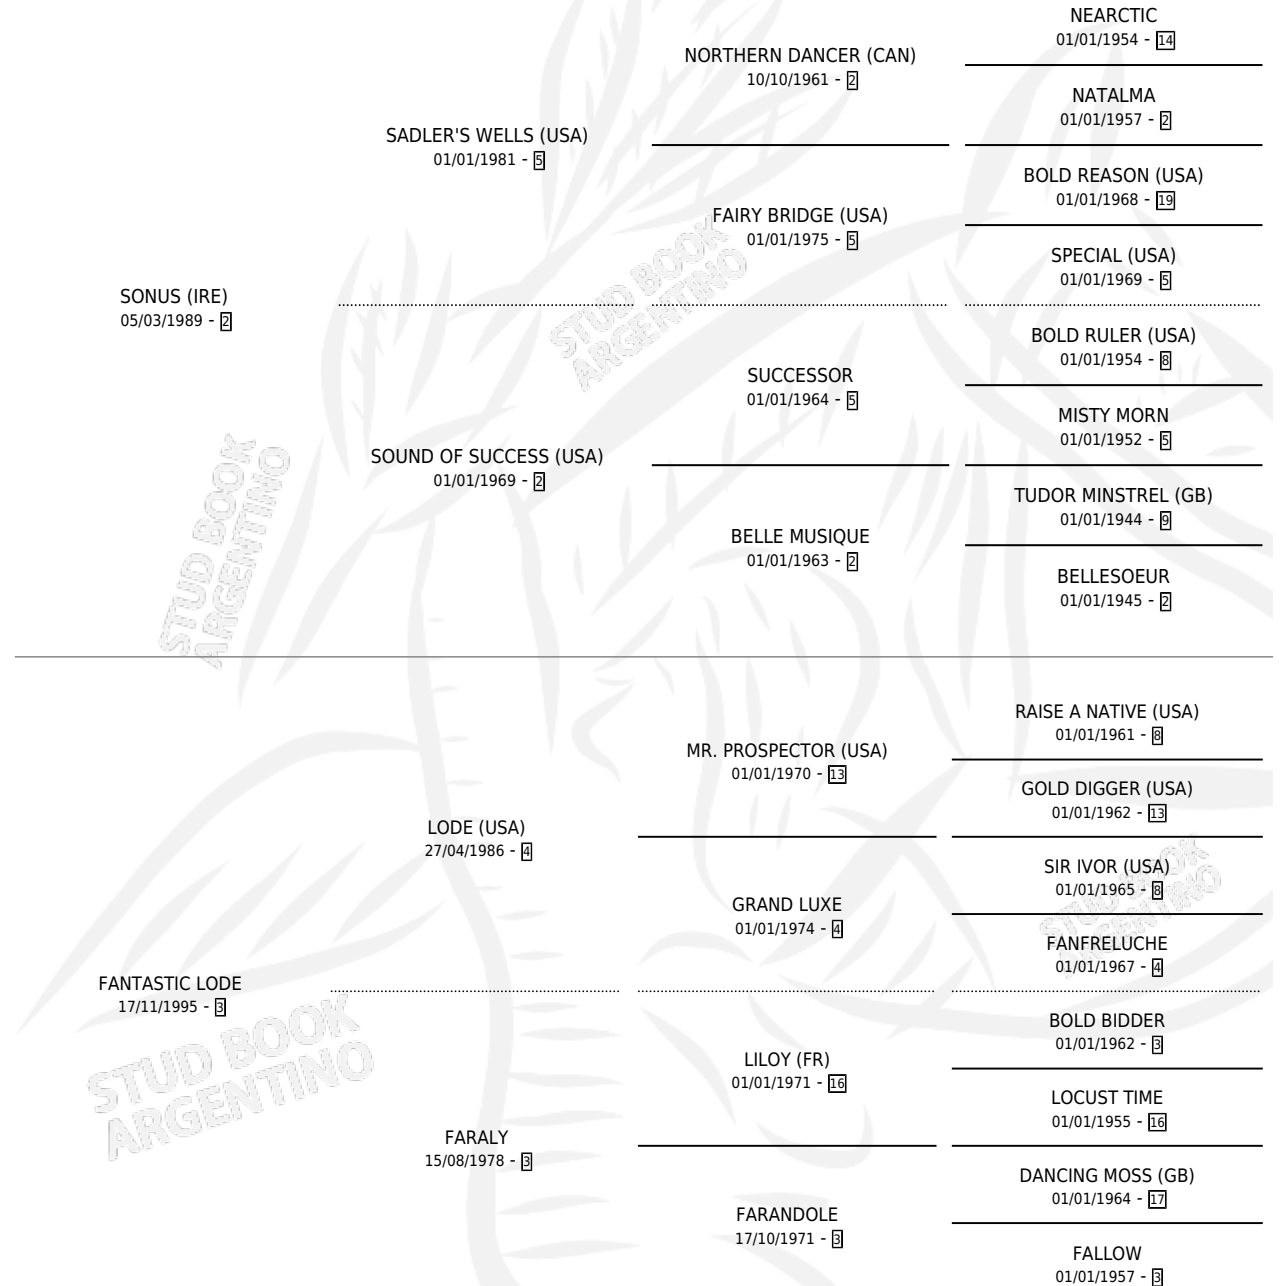 NEARCTIC
01/01/1954 - 14
NORTHERN DANCER (CAN)
10/10/1961 - 2
NATALMA
01/01/1957 - 2
SADLER'S WELLS (USA)
01/01/1981 - 5
BOLD REASON (USA)
01/01/1968 - 19
FAIRY BRIDGE (USA)
01/01/1975 - 5
SPECIAL (USA)
01/01/1969 - 5
SONUS (IRE)
05/03/1989 - 2
BOLD RULER (USA)
01/01/1954 - 8
SUCCESSOR
01/01/1964 - 5
MISTY MORN
01/01/1952 - 5
SOUND OF SUCCESS (USA)
01/01/1969 - 2
TUDOR MINSTREL (GB)
01/01/1944 - 9
BELLE MUSIQUE
01/01/1963 - 2
BELLESOEUR
01/01/1945 - 2
STUD BOOK
ARGENTINO
STUD BOOK
ARGENTINO
RAISE A NATIVE (USA)
01/01/1961 - 8
MR. PROSPECTOR (USA)
01/01/1970 - 13
GOLD DIGGER (USA)
01/01/1962 - 13
LODE (USA)
27/04/1986 - 4
SIR IVOR (USA)
01/01/1965 - 8
GRAND LUXE
01/01/1974 - 4
FANFRELUCHE
01/01/1967 - 4
STUD BOOK
ARGENTINO
FANTASTIC LODE
17/11/1995 - 3
BOLD BIDDER
01/01/1962 - 3
LILOY (FR)
01/01/1971 - 16
LOCUST TIME
01/01/1955 - 16
STUD BOOK
ARGENTINO
FARALY
15/08/1978 - 3
DANCING MOSS (GB)
01/01/1964 - 17
FARANDOLE
17/10/1971 - 3
FALLOW
01/01/1957 - 3